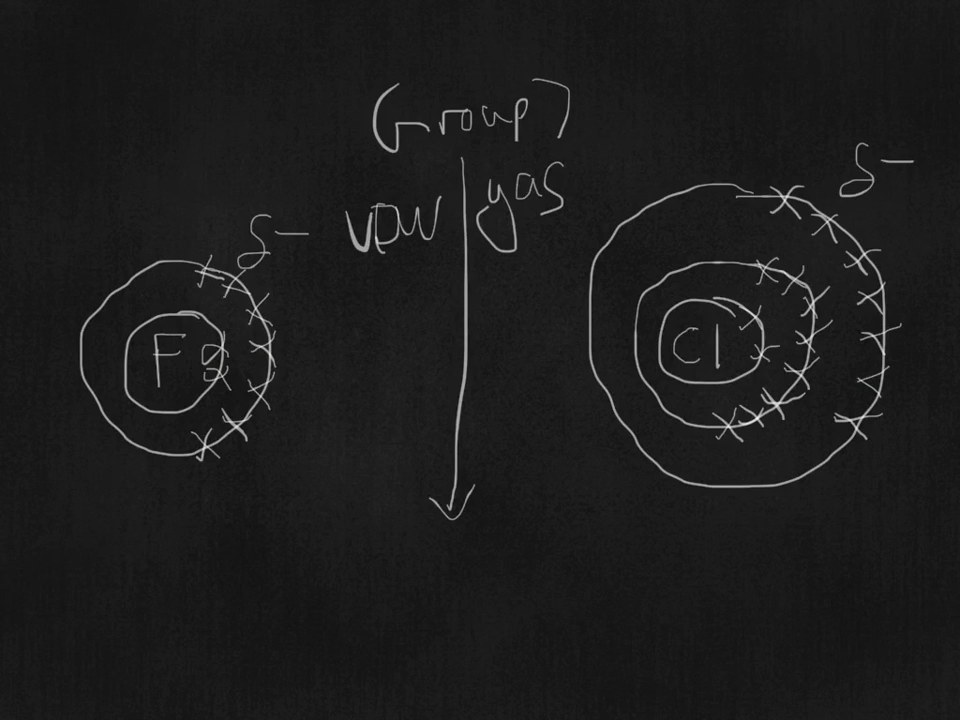 Group 7
VDW gas
δ-
δ-
F
Cl